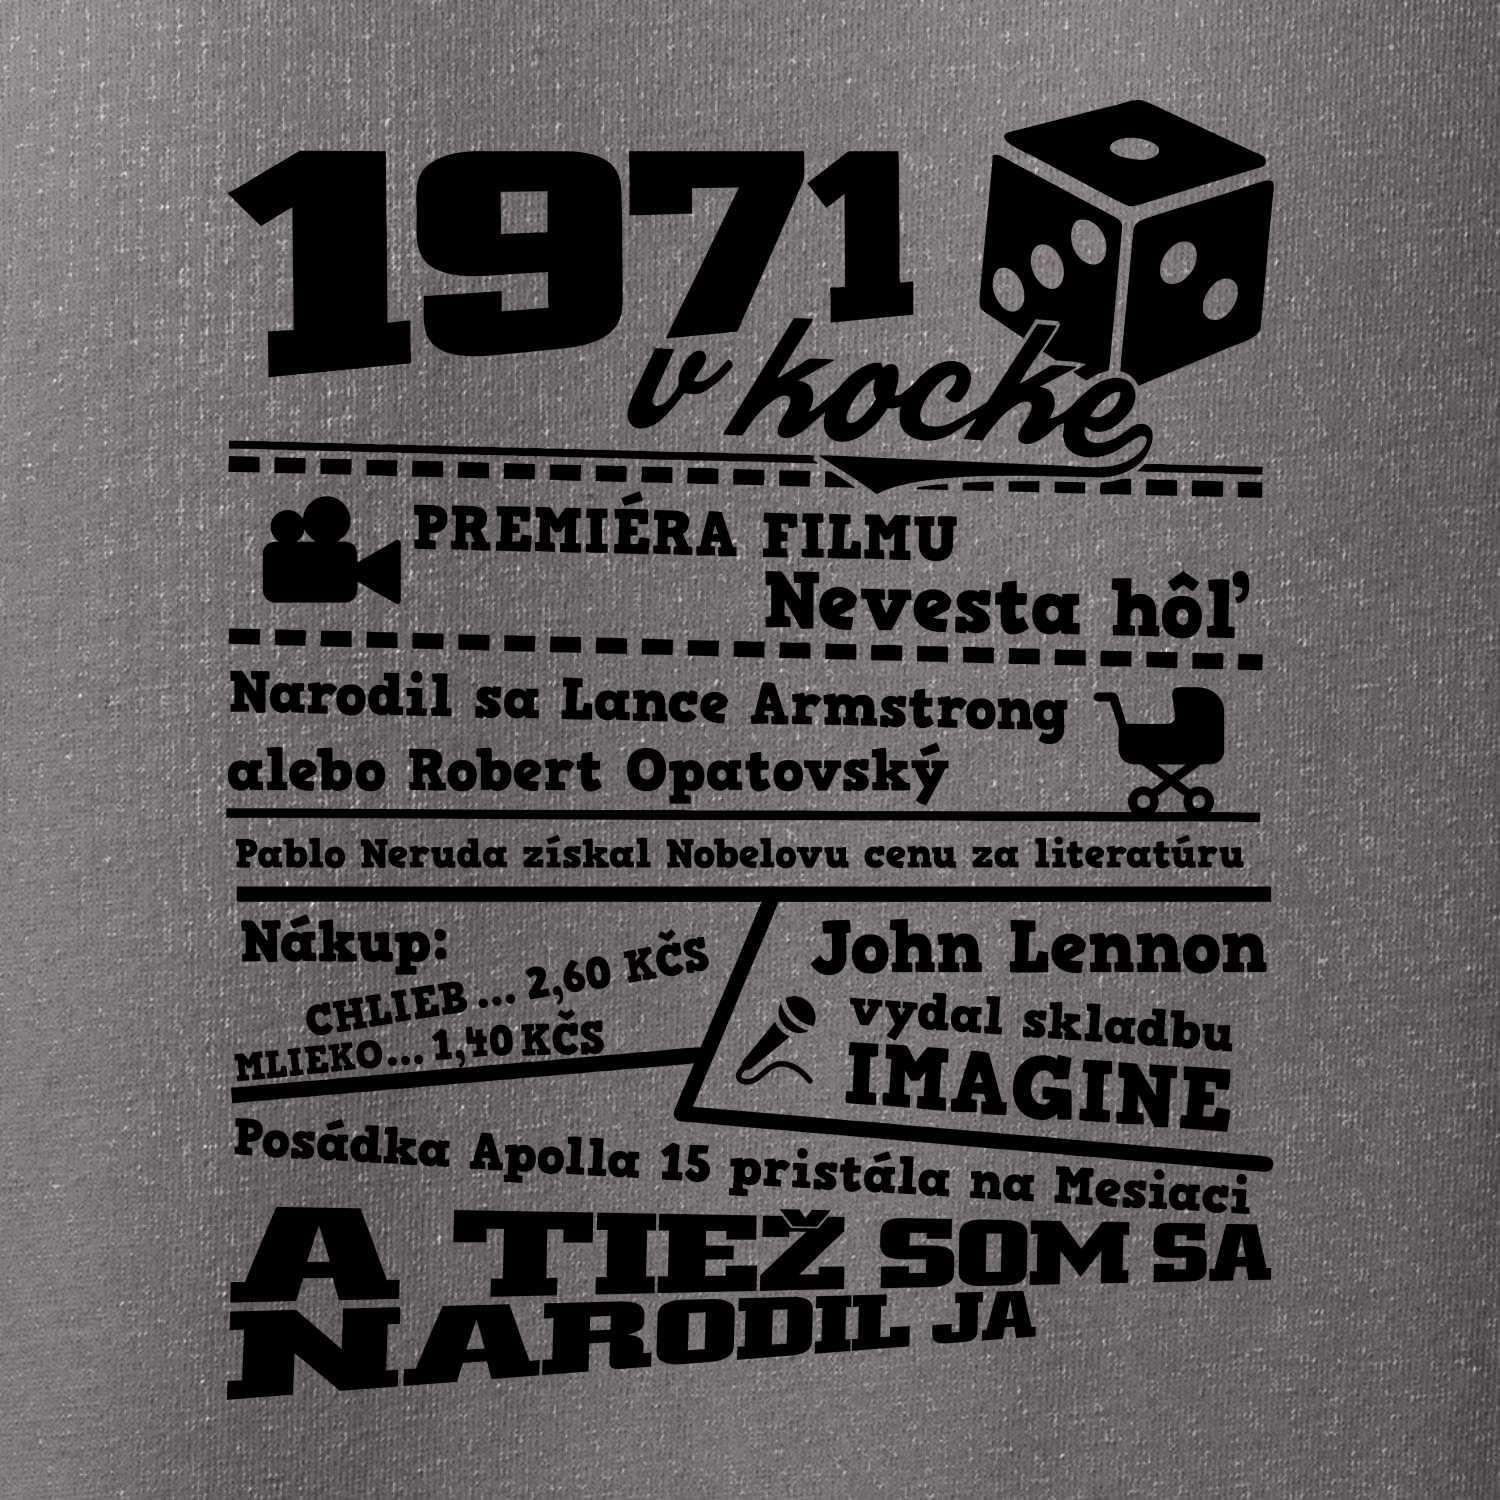 1971
v kocke
PREMIÉRA FILMU
Nevesta hôľ
Narodil sa Lance Armstrong
alebo Robert Opatovský
Pablo Neruda získal Nobelovu cenu za literatúru
Nákup:
CHLIEB ... 2,60 KČS
MLIEKO... 1,40 KČS
John Lennon
vydal skladbu
IMAGINE
Posádka Apolla 15 pristála na Mesiaci
A TIEŽ SOM SA
NARODIL JA